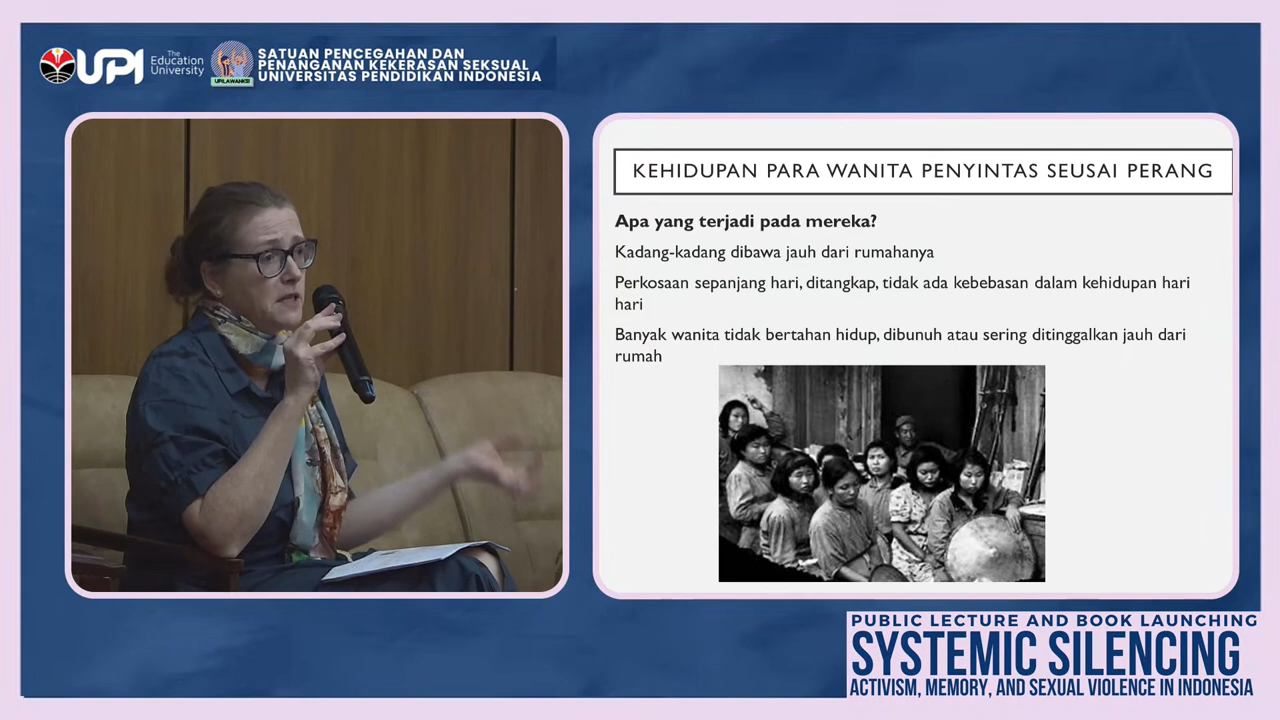 UPI
The
Education
University
UPILAWANKS!
SATUAN PENCEGAHAN DAN
PENANGANAN KEKERASAN SEKSUAL
UNIVERSITAS PENDIDIKAN INDONESIA
KEHIDUPAN PARA WANITA PENYINTAS SEUSAI PERANG
Apa yang terjadi pada mereka?
Kadang-kadang dibawa jauh dari rumahanya
Perkosaan sepanjang hari, ditangkap, tidak ada kebebasan dalam kehidupan hari
hari
Banyak wanita tidak bertahan hidup, dibunuh atau sering ditinggalkan jauh dari
rumah
PUBLIC LECTURE AND BOOK LAUNCHING
SYSTEMIC SILENCING
ACTIVISM, MEMORY, AND SEXUAL VIOLENCE IN INDONESIA